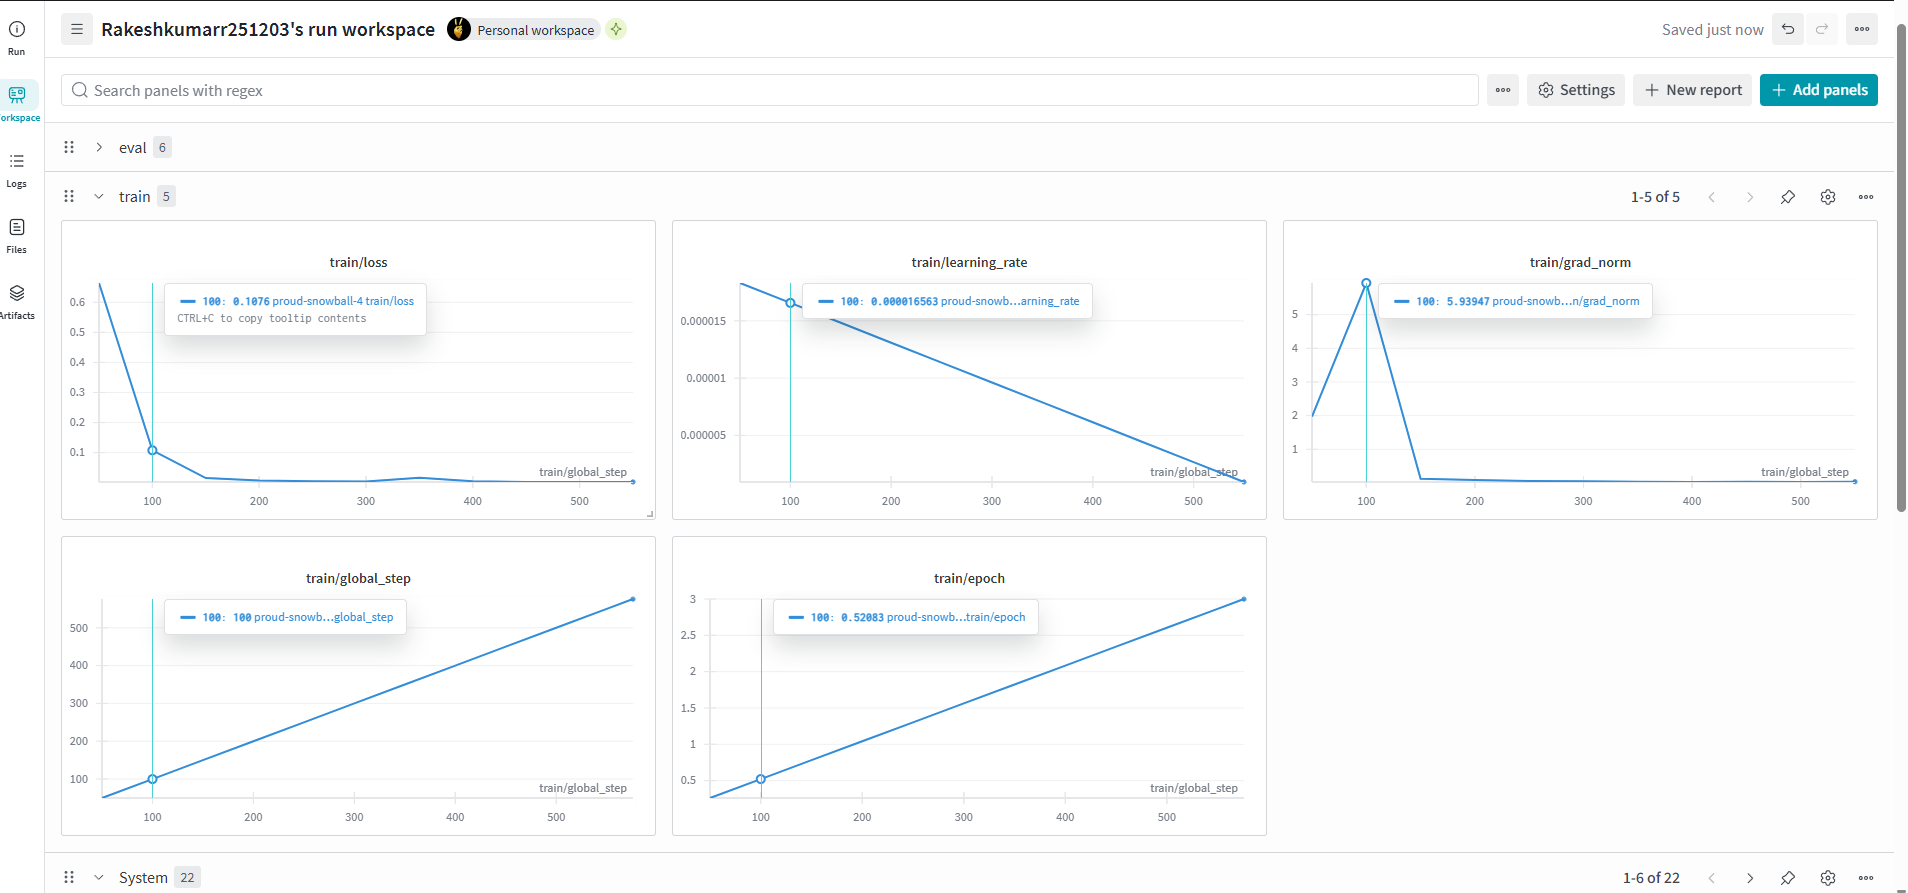 Rakeshkumarr251203's run workspace
Personal workspace
Saved just now
Run
Search panels with regex
Settings
New report
Add panels
orkspace
eval 6
Logs
train 5
1-5 of 5
Files
Artifacts
train/loss
100: 0.1076 proud-snowball-4 train/loss
CTRL+C to copy tooltip contents
0.6
0.5
0.4
0.3
0.2
0.1
train/global_step
100 200 300 400 500
train/learning_rate
100: 0.000016563 proud-snowb...arning_rate
0.000015
0.00001
0.000005
train/global_step
100 200 300 400 500
train/grad_norm
100: 5.93947 proud-snowb...n/grad_norm
5
4
3
2
1
train/global_step
100 200 300 400 500
train/global_step
100: 100 proud-snowb...global_step
500
400
300
200
100
train/global_step
100 200 300 400 500
train/epoch
100: 0.52083 proud-snowb...train/epoch
3
2.5
2
1.5
1
0.5
train/global_step
100 200 300 400 500
System 22
1-6 of 22